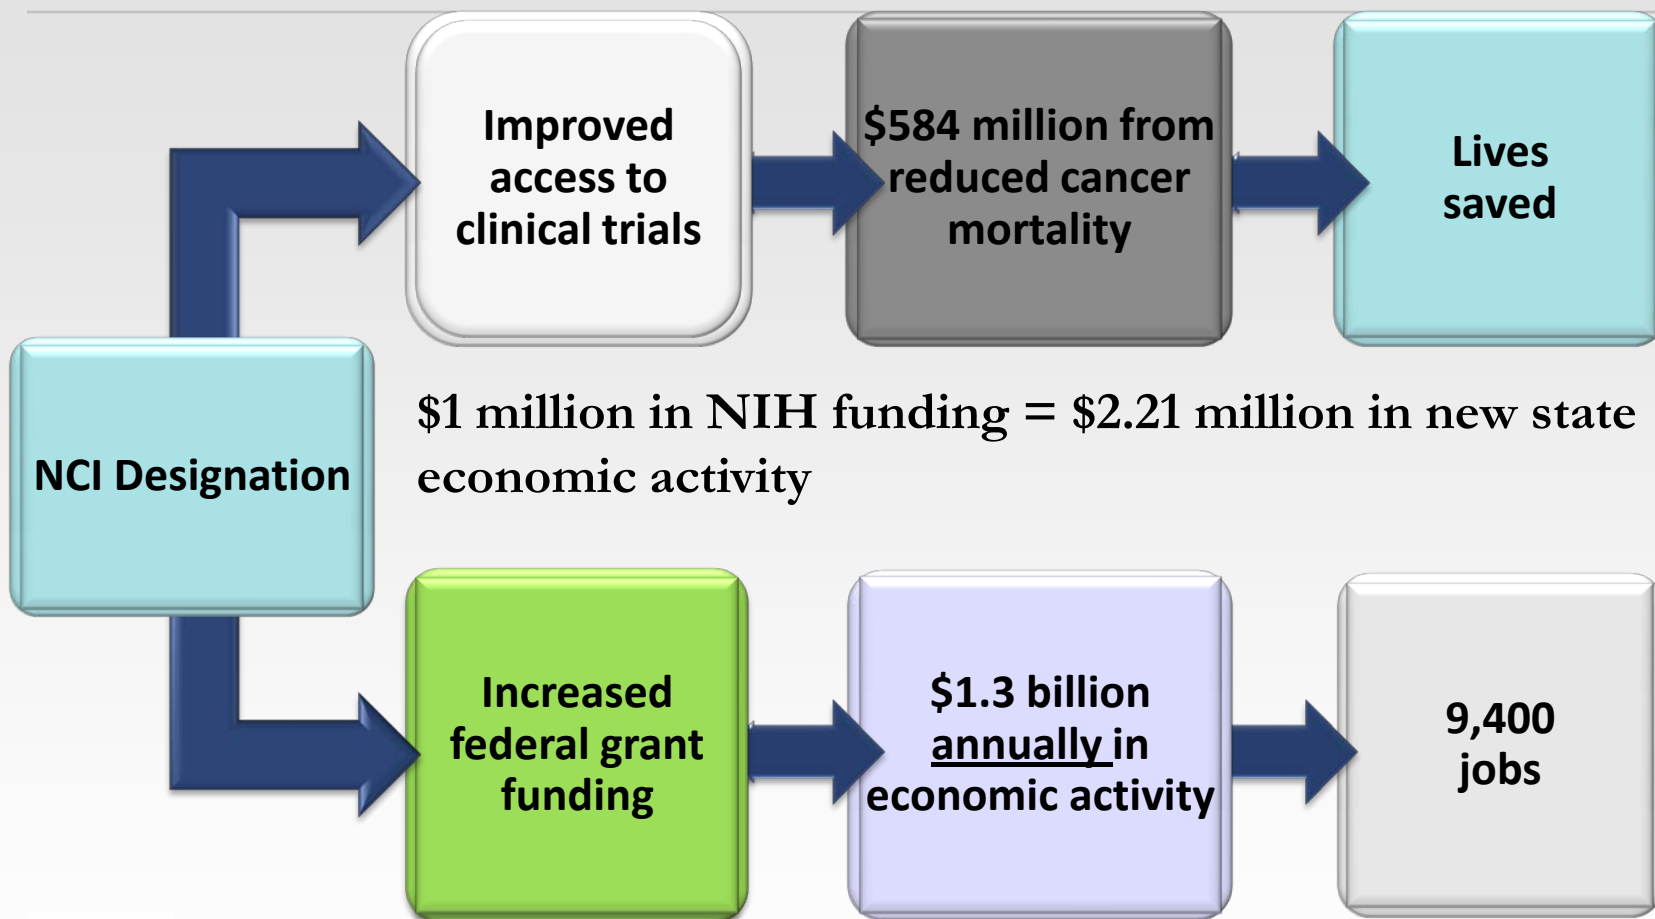 Improved
access to
clinical trials
$584 million from
reduced cancer
mortality
Lives
saved
NCI Designation
$1 million in NIH funding = $2.21 million in new state
economic activity
Increased
federal grant
funding
$1.3 billion
annually in
economic activity
9,400
jobs